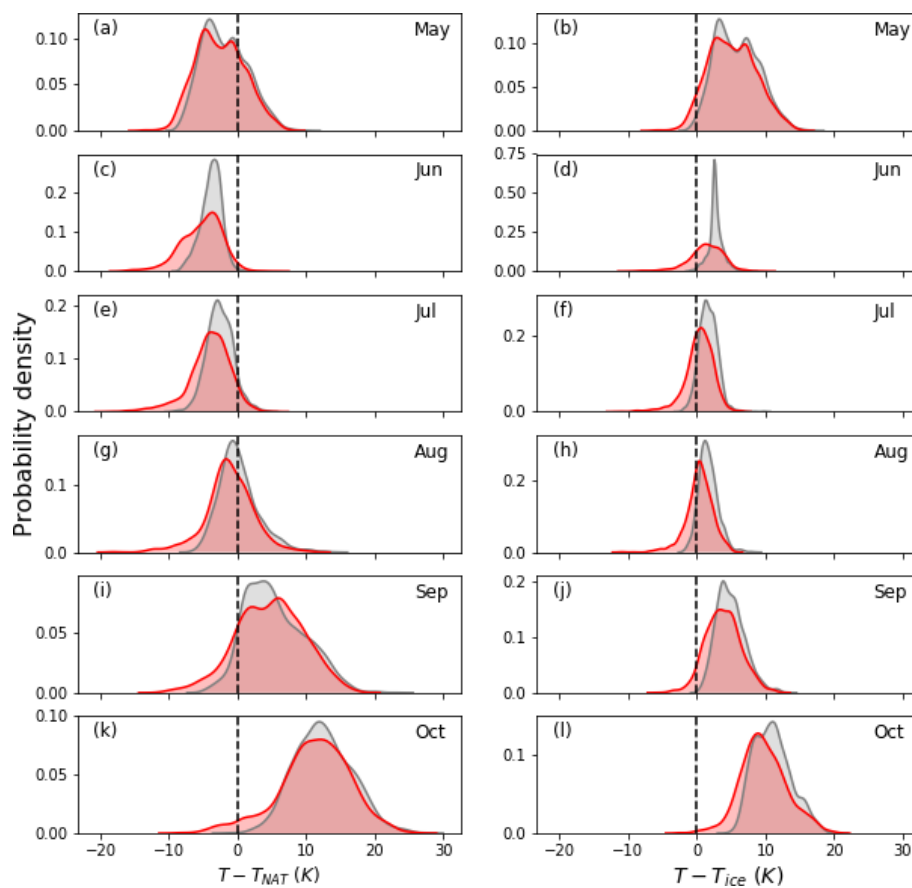 (a) May
0.10
0.05
0.00
(b) May
0.10
0.05
0.00
(c) Jun
0.2
0.1
0.0
(d) Jun
0.75
0.50
0.25
0.00
(e) Jul
0.2
0.1
0.0
(f) Jul
0.2
0.0
(g) Aug
0.1
0.0
(h) Aug
0.2
0.0
(i) Sep
0.05
0.00
(j) Sep
0.2
0.1
0.0
(k) Oct
0.10
0.05
0.00
(l) Oct
0.1
0.0
Probability density
−20 −10 0 10 20 30
−20 −10 0 10 20 30
T − T_NAT (K)
T − T_ice (K)